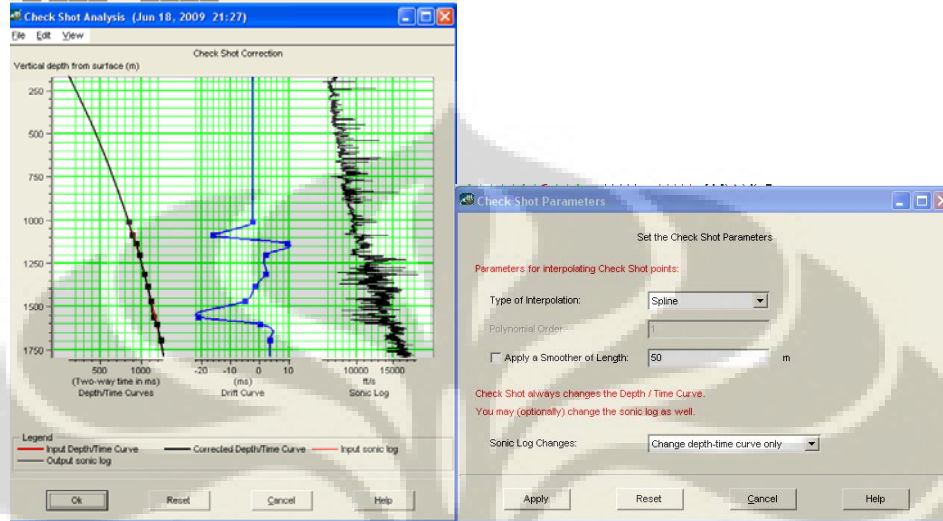 Check Shot Analysis (Jun 18, 2009 21:27)
File Edit View
Check Shot Correction
Vertical depth from surface (m)
250
500
750
1000
1250
1500
1750
500 1000 -20 -10 0 10 10000 15000
(Two-way time in ms) (ms) ft/s
Depth/Time Curves Drift Curve Sonic Log
Legend
Input Depth/Time Curve Corrected Depth/Time Curve Input sonic log
Output sonic log
Ok Reset Cancel Help
Check Shot Parameters
Set the Check Shot Parameters
Parameters for interpolating Check Shot points:
Type of Interpolation: Spline
Polynomial Order: 1
Apply a Smoother of Length: 50 m
Check Shot always changes the Depth / Time Curve.
You may (optionally) change the sonic log as well.
Sonic Log Changes: Change depth-time curve only
Apply Reset Cancel Help